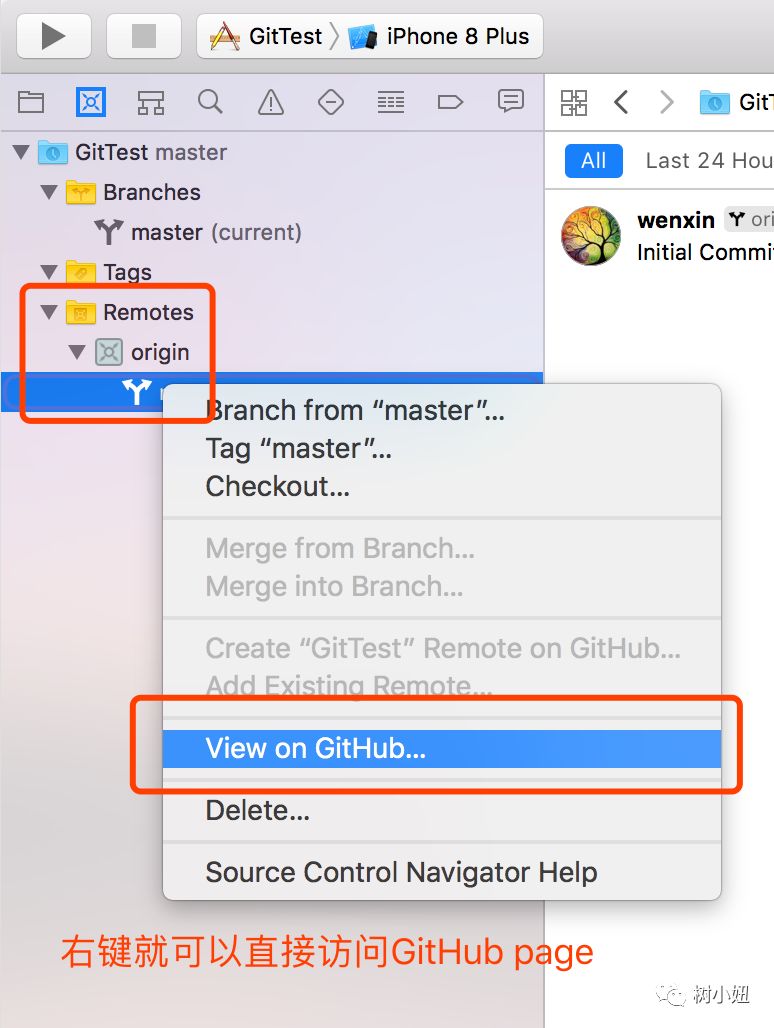 GitTest
iPhone 8 Plus
GitTest master
Branches
master (current)
Tags
Remotes
origin
All
Last 24 Hou
wenxin
Initial Commi
Branch from “master”...
Tag “master”...
Checkout...
Merge from Branch...
Merge into Branch...
Create “GitTest” Remote on GitHub...
Add Existing Remote...
View on GitHub...
Delete...
Source Control Navigator Help
右键就可以直接访问GitHub page
树小妞